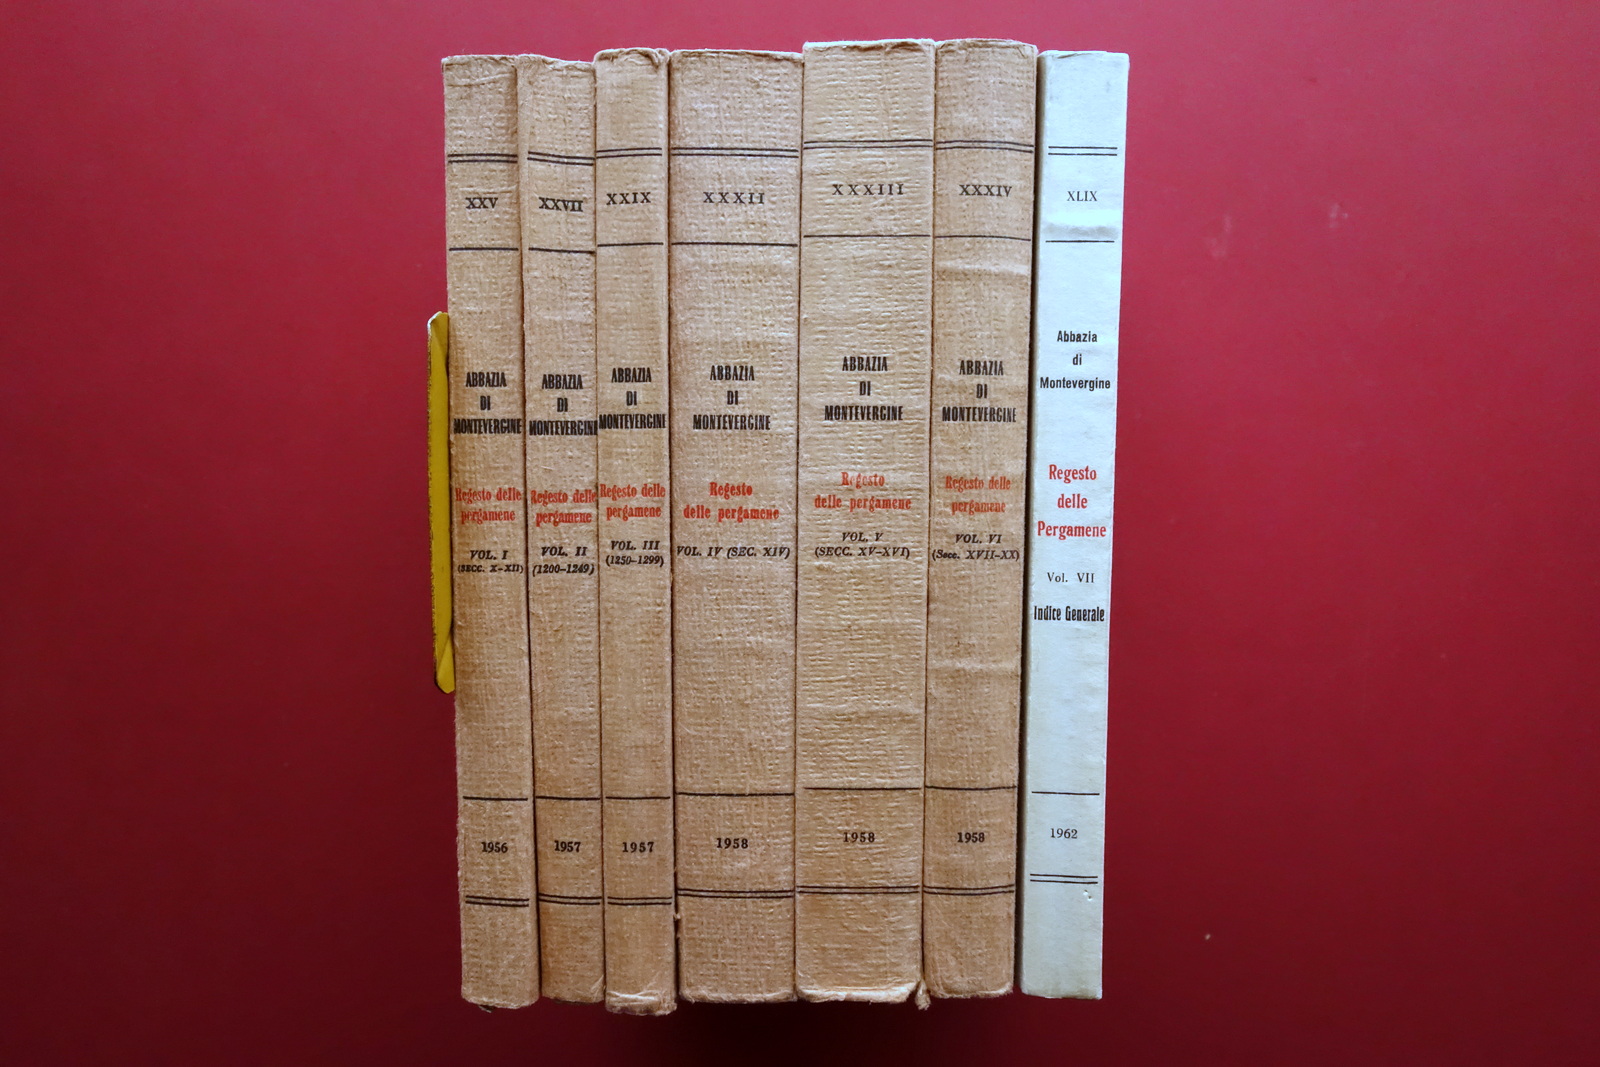 XXV
ABBAZIA
DI
MONTEVERGINE
Regesto delle
pergamene
VOL. I
(SECC. X-XII)
1956
XXVII
ABBAZIA
DI
MONTEVERGINE
Regesto delle
pergamene
VOL. II
(1200-1249)
1957
XXIX
ABBAZIA
DI
MONTEVERGINE
Regesto delle
pergamene
VOL. III
(1250-1299)
1957
XXXII
ABBAZIA
DI
MONTEVERGINE
Regesto
delle pergamene
VOL. IV (SEC. XIV)
1958
XXXIII
ABBAZIA
DI
MONTEVERGINE
Regesto
delle pergamene
VOL. V
(SECC. XV-XVI)
1958
XXXIV
ABBAZIA
DI
MONTEVERGINE
Regesto delle
pergamene
VOL. VI
(Secc. XVII-XX)
1958
XLIX
Abbazia
di
Montevergine
Regesto
delle
Pergamene
Vol. VII
Indice Generale
1962